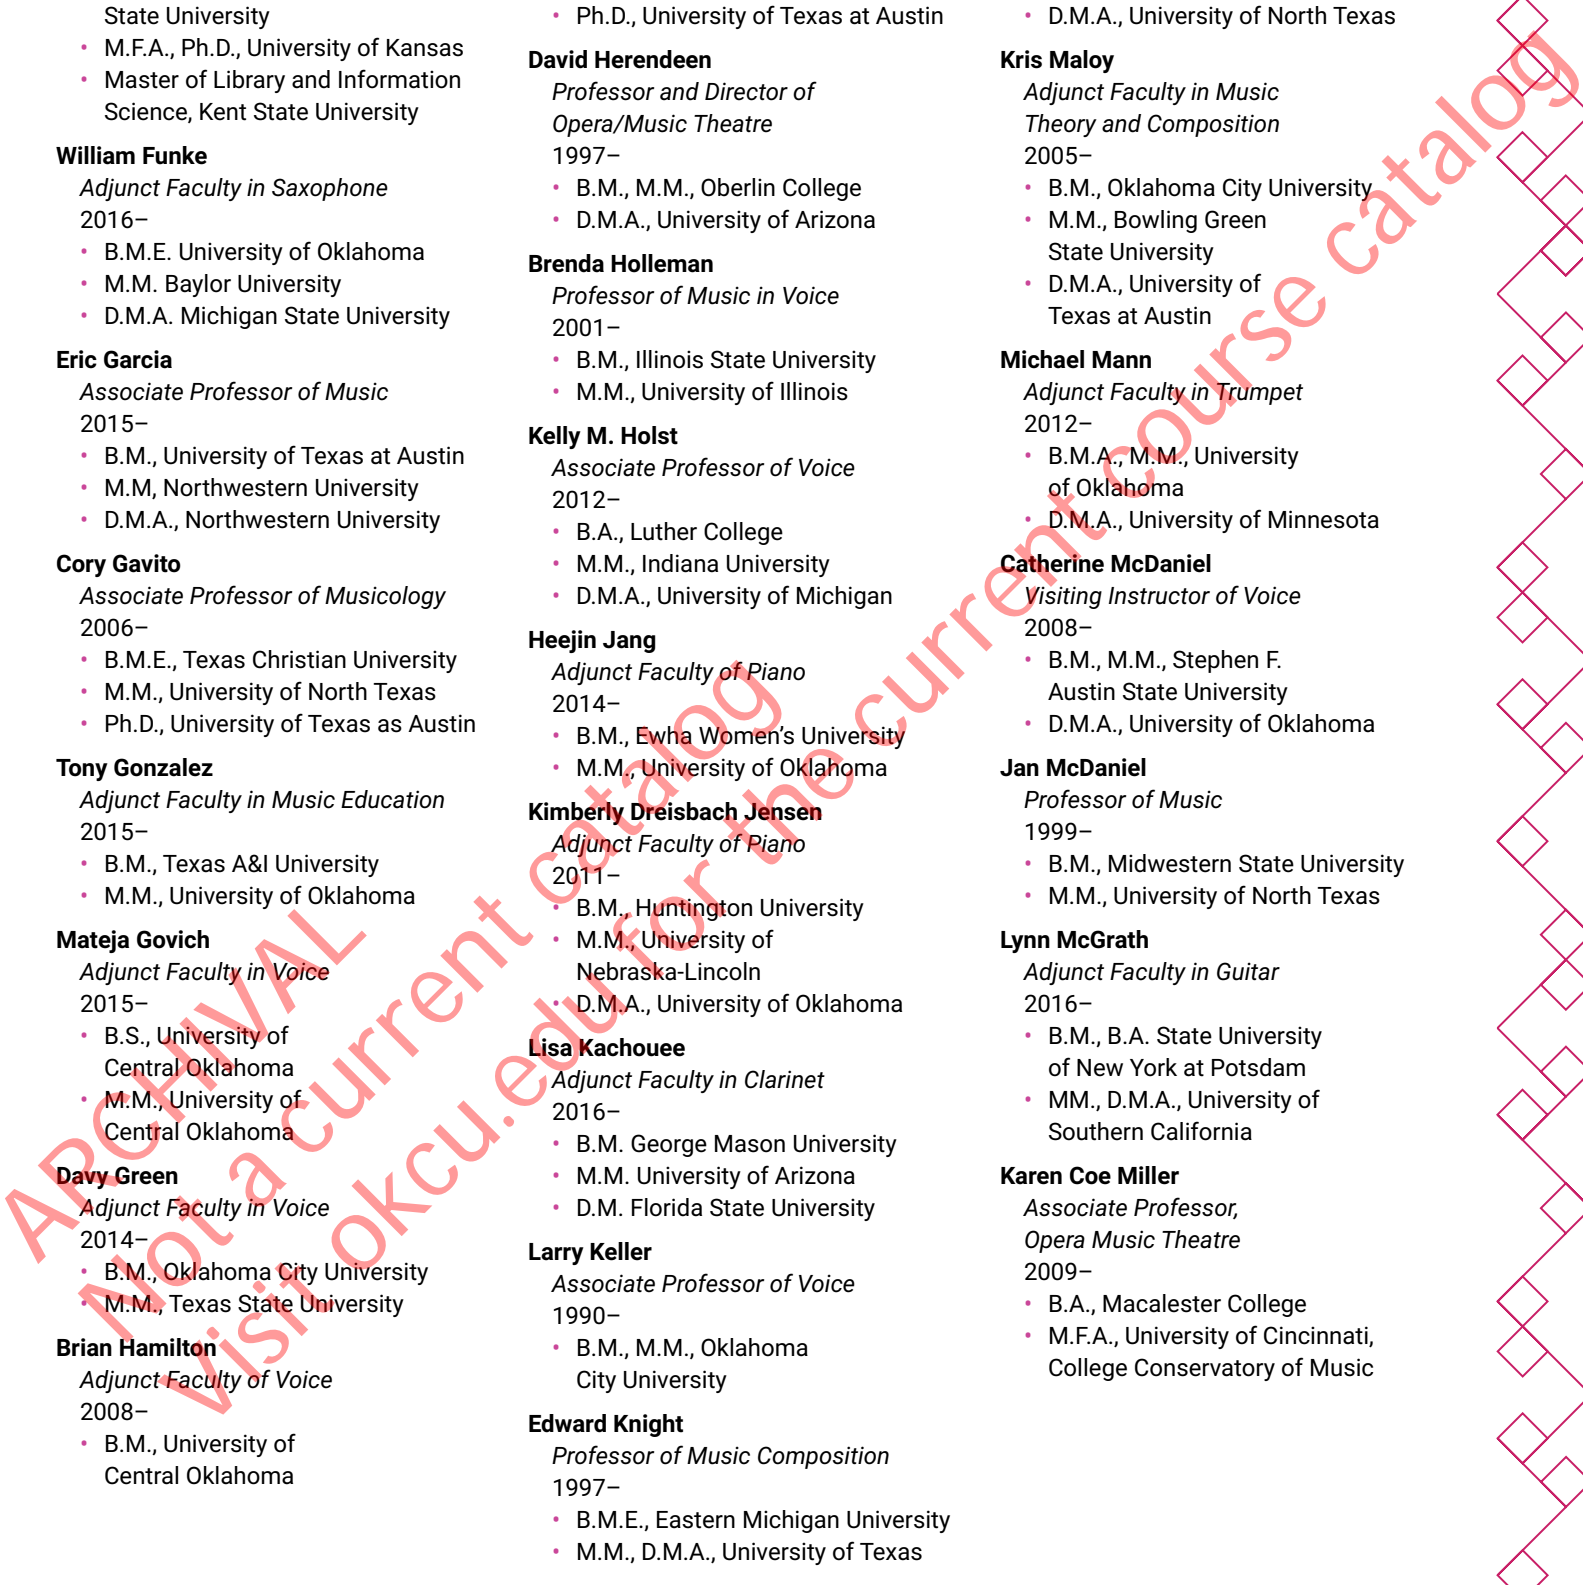 State University
• M.F.A., Ph.D., University of Kansas
• Master of Library and Information
Science, Kent State University
William Funke
Adjunct Faculty in Saxophone
2016–
• B.M.E. University of Oklahoma
• M.M. Baylor University
• D.M.A. Michigan State University
Eric Garcia
Associate Professor of Music
2015–
• B.M., University of Texas at Austin
• M.M, Northwestern University
• D.M.A., Northwestern University
Cory Gavito
Associate Professor of Musicology
2006–
• B.M.E., Texas Christian University
• M.M., University of North Texas
• Ph.D., University of Texas as Austin
Tony Gonzalez
Adjunct Faculty in Music Education
2015–
• B.M., Texas A&I University
• M.M., University of Oklahoma
Mateja Govich
Adjunct Faculty in Voice
2015–
• B.S., University of
Central Oklahoma
• M.M., University of
Central Oklahoma
Davy Green
Adjunct Faculty in Voice
2014–
• B.M., Oklahoma City University
• M.M., Texas State University
Brian Hamilton
Adjunct Faculty of Voice
2008–
• B.M., University of
Central Oklahoma
• Ph.D., University of Texas at Austin
David Herendeen
Professor and Director of
Opera/Music Theatre
1997–
• B.M., M.M., Oberlin College
• D.M.A., University of Arizona
Brenda Holleman
Professor of Music in Voice
2001–
• B.M., Illinois State University
• M.M., University of Illinois
Kelly M. Holst
Associate Professor of Voice
2012–
• B.A., Luther College
• M.M., Indiana University
• D.M.A., University of Michigan
Heejin Jang
Adjunct Faculty of Piano
2014–
• B.M., Ewha Women's University
• M.M., University of Oklahoma
Kimberly Dreisbach Jensen
Adjunct Faculty of Piano
2011–
• B.M., Huntington University
• M.M., University of
Nebraska-Lincoln
• D.M.A., University of Oklahoma
Lisa Kachouee
Adjunct Faculty in Clarinet
2016–
• B.M. George Mason University
• M.M. University of Arizona
• D.M. Florida State University
Larry Keller
Associate Professor of Voice
1990–
• B.M., M.M., Oklahoma
City University
Edward Knight
Professor of Music Composition
1997–
• B.M.E., Eastern Michigan University
• M.M., D.M.A., University of Texas
• D.M.A., University of North Texas
Kris Maloy
Adjunct Faculty in Music
Theory and Composition
2005–
• B.M., Oklahoma City University
• M.M., Bowling Green
State University
• D.M.A., University of
Texas at Austin
Michael Mann
Adjunct Faculty in Trumpet
2012–
• B.M.A., M.M., University
of Oklahoma
• D.M.A., University of Minnesota
Catherine McDaniel
Visiting Instructor of Voice
2008–
• B.M., M.M., Stephen F.
Austin State University
• D.M.A., University of Oklahoma
Jan McDaniel
Professor of Music
1999–
• B.M., Midwestern State University
• M.M., University of North Texas
Lynn McGrath
Adjunct Faculty in Guitar
2016–
• B.M., B.A. State University
of New York at Potsdam
• MM., D.M.A., University of
Southern California
Karen Coe Miller
Associate Professor,
Opera Music Theatre
2009–
• B.A., Macalester College
• M.F.A., University of Cincinnati,
College Conservatory of Music
ARCHIVAL
Not a current catalog
Visit okcu.edu for the current course catalog